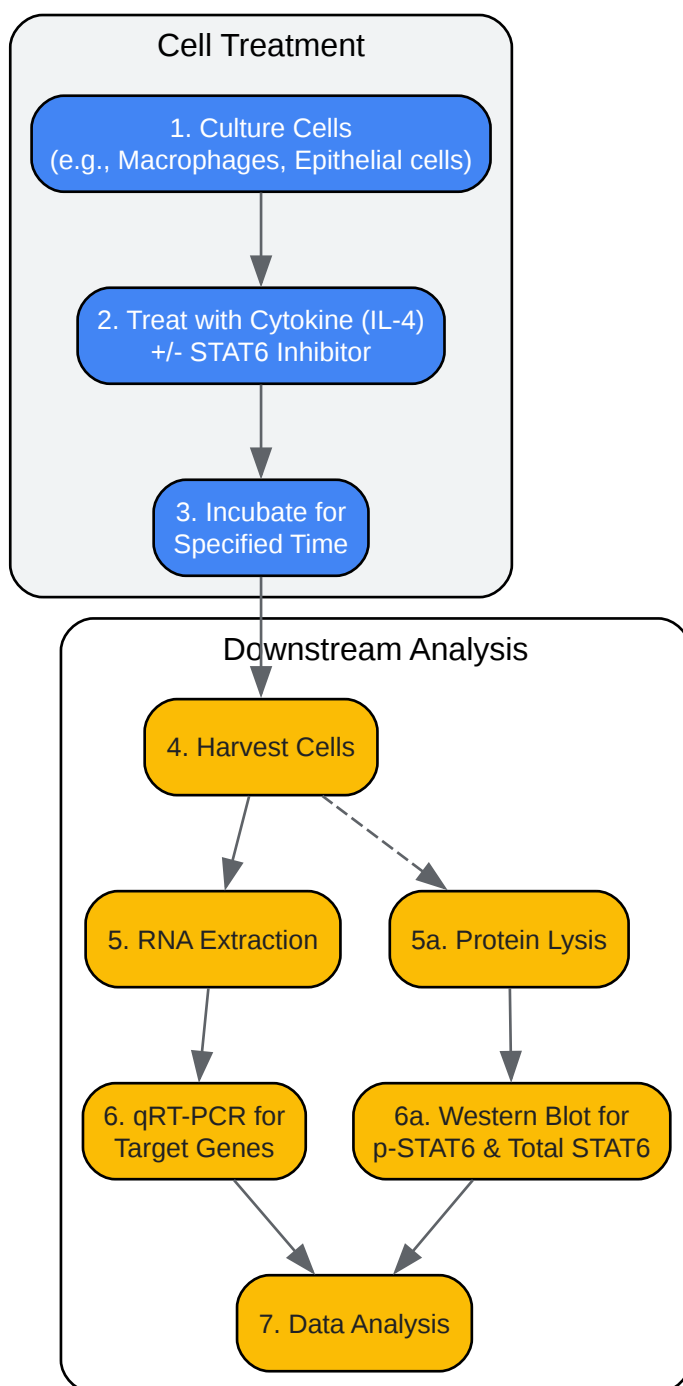 Cell Treatment
1. Culture Cells
(e.g., Macrophages, Epithelial cells)
2. Treat with Cytokine (IL-4)
+/- STAT6 Inhibitor
3. Incubate for
Specified Time
Downstream Analysis
4. Harvest Cells
5. RNA Extraction
5a. Protein Lysis
6. qRT-PCR for
Target Genes
6a. Western Blot for
p-STAT6 & Total STAT6
7. Data Analysis